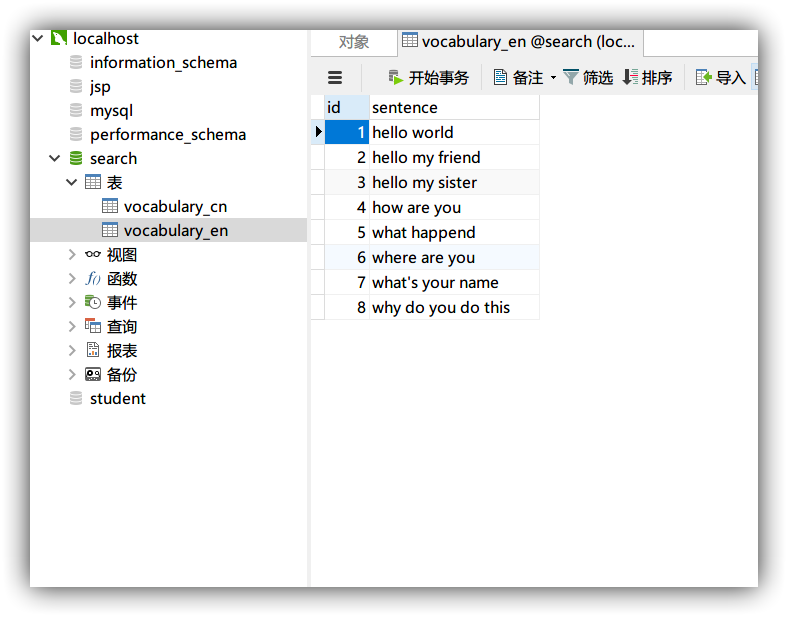 localhost
information_schema
jsp
mysql
performance_schema
search
表
vocabulary_cn
vocabulary_en
视图
函数
事件
查询
报表
备份
student
对象 vocabulary_en @search (loc...
开始事务 备注 筛选 排序 导入
id sentence
1 hello world
2 hello my friend
3 hello my sister
4 how are you
5 what happend
6 where are you
7 what's your name
8 why do you do this